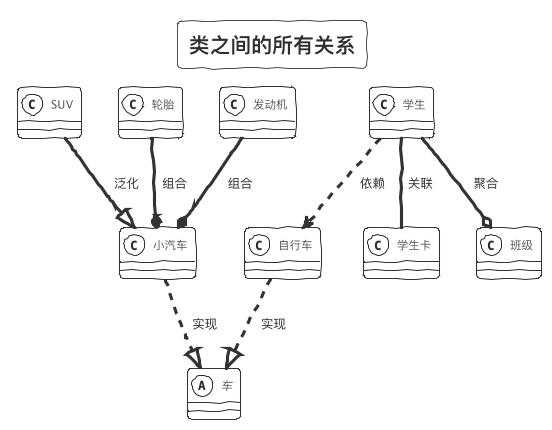 类之间的所有关系
C SUV
C 轮胎
C 发动机
C 学生
泛化
组合
组合
依赖
关联
聚合
C 小汽车
C 自行车
C 学生卡
C 班级
实现
实现
A 车